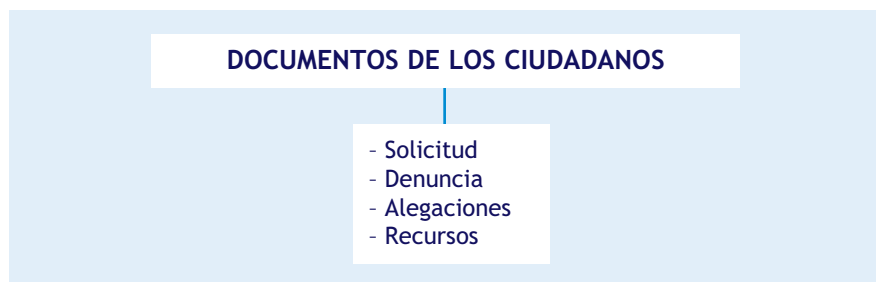 DOCUMENTOS DE LOS CIUDADANOS
– Solicitud
– Denuncia
– Alegaciones
– Recursos